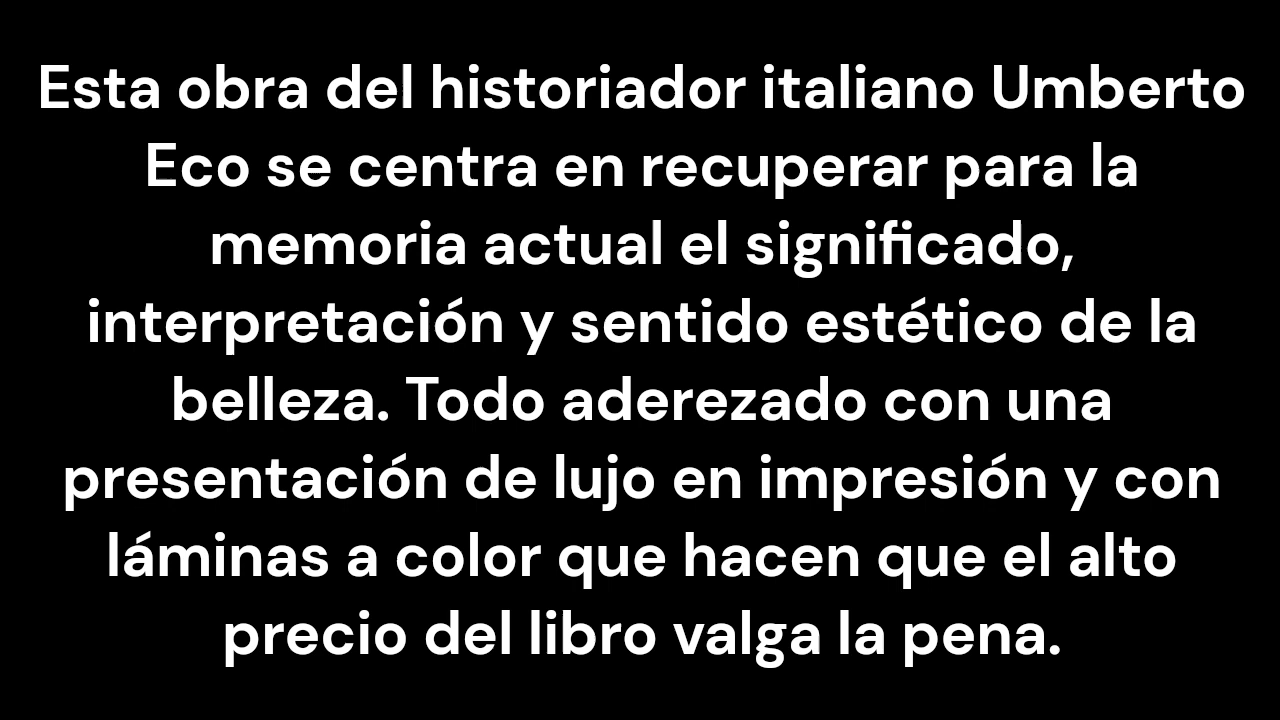 Esta obra del historiador italiano Umberto
Eco se centra en recuperar para la
memoria actual el significado,
interpretación y sentido estético de la
belleza. Todo aderezado con una
presentación de lujo en impresión y con
láminas a color que hacen que el alto
precio del libro valga la pena.